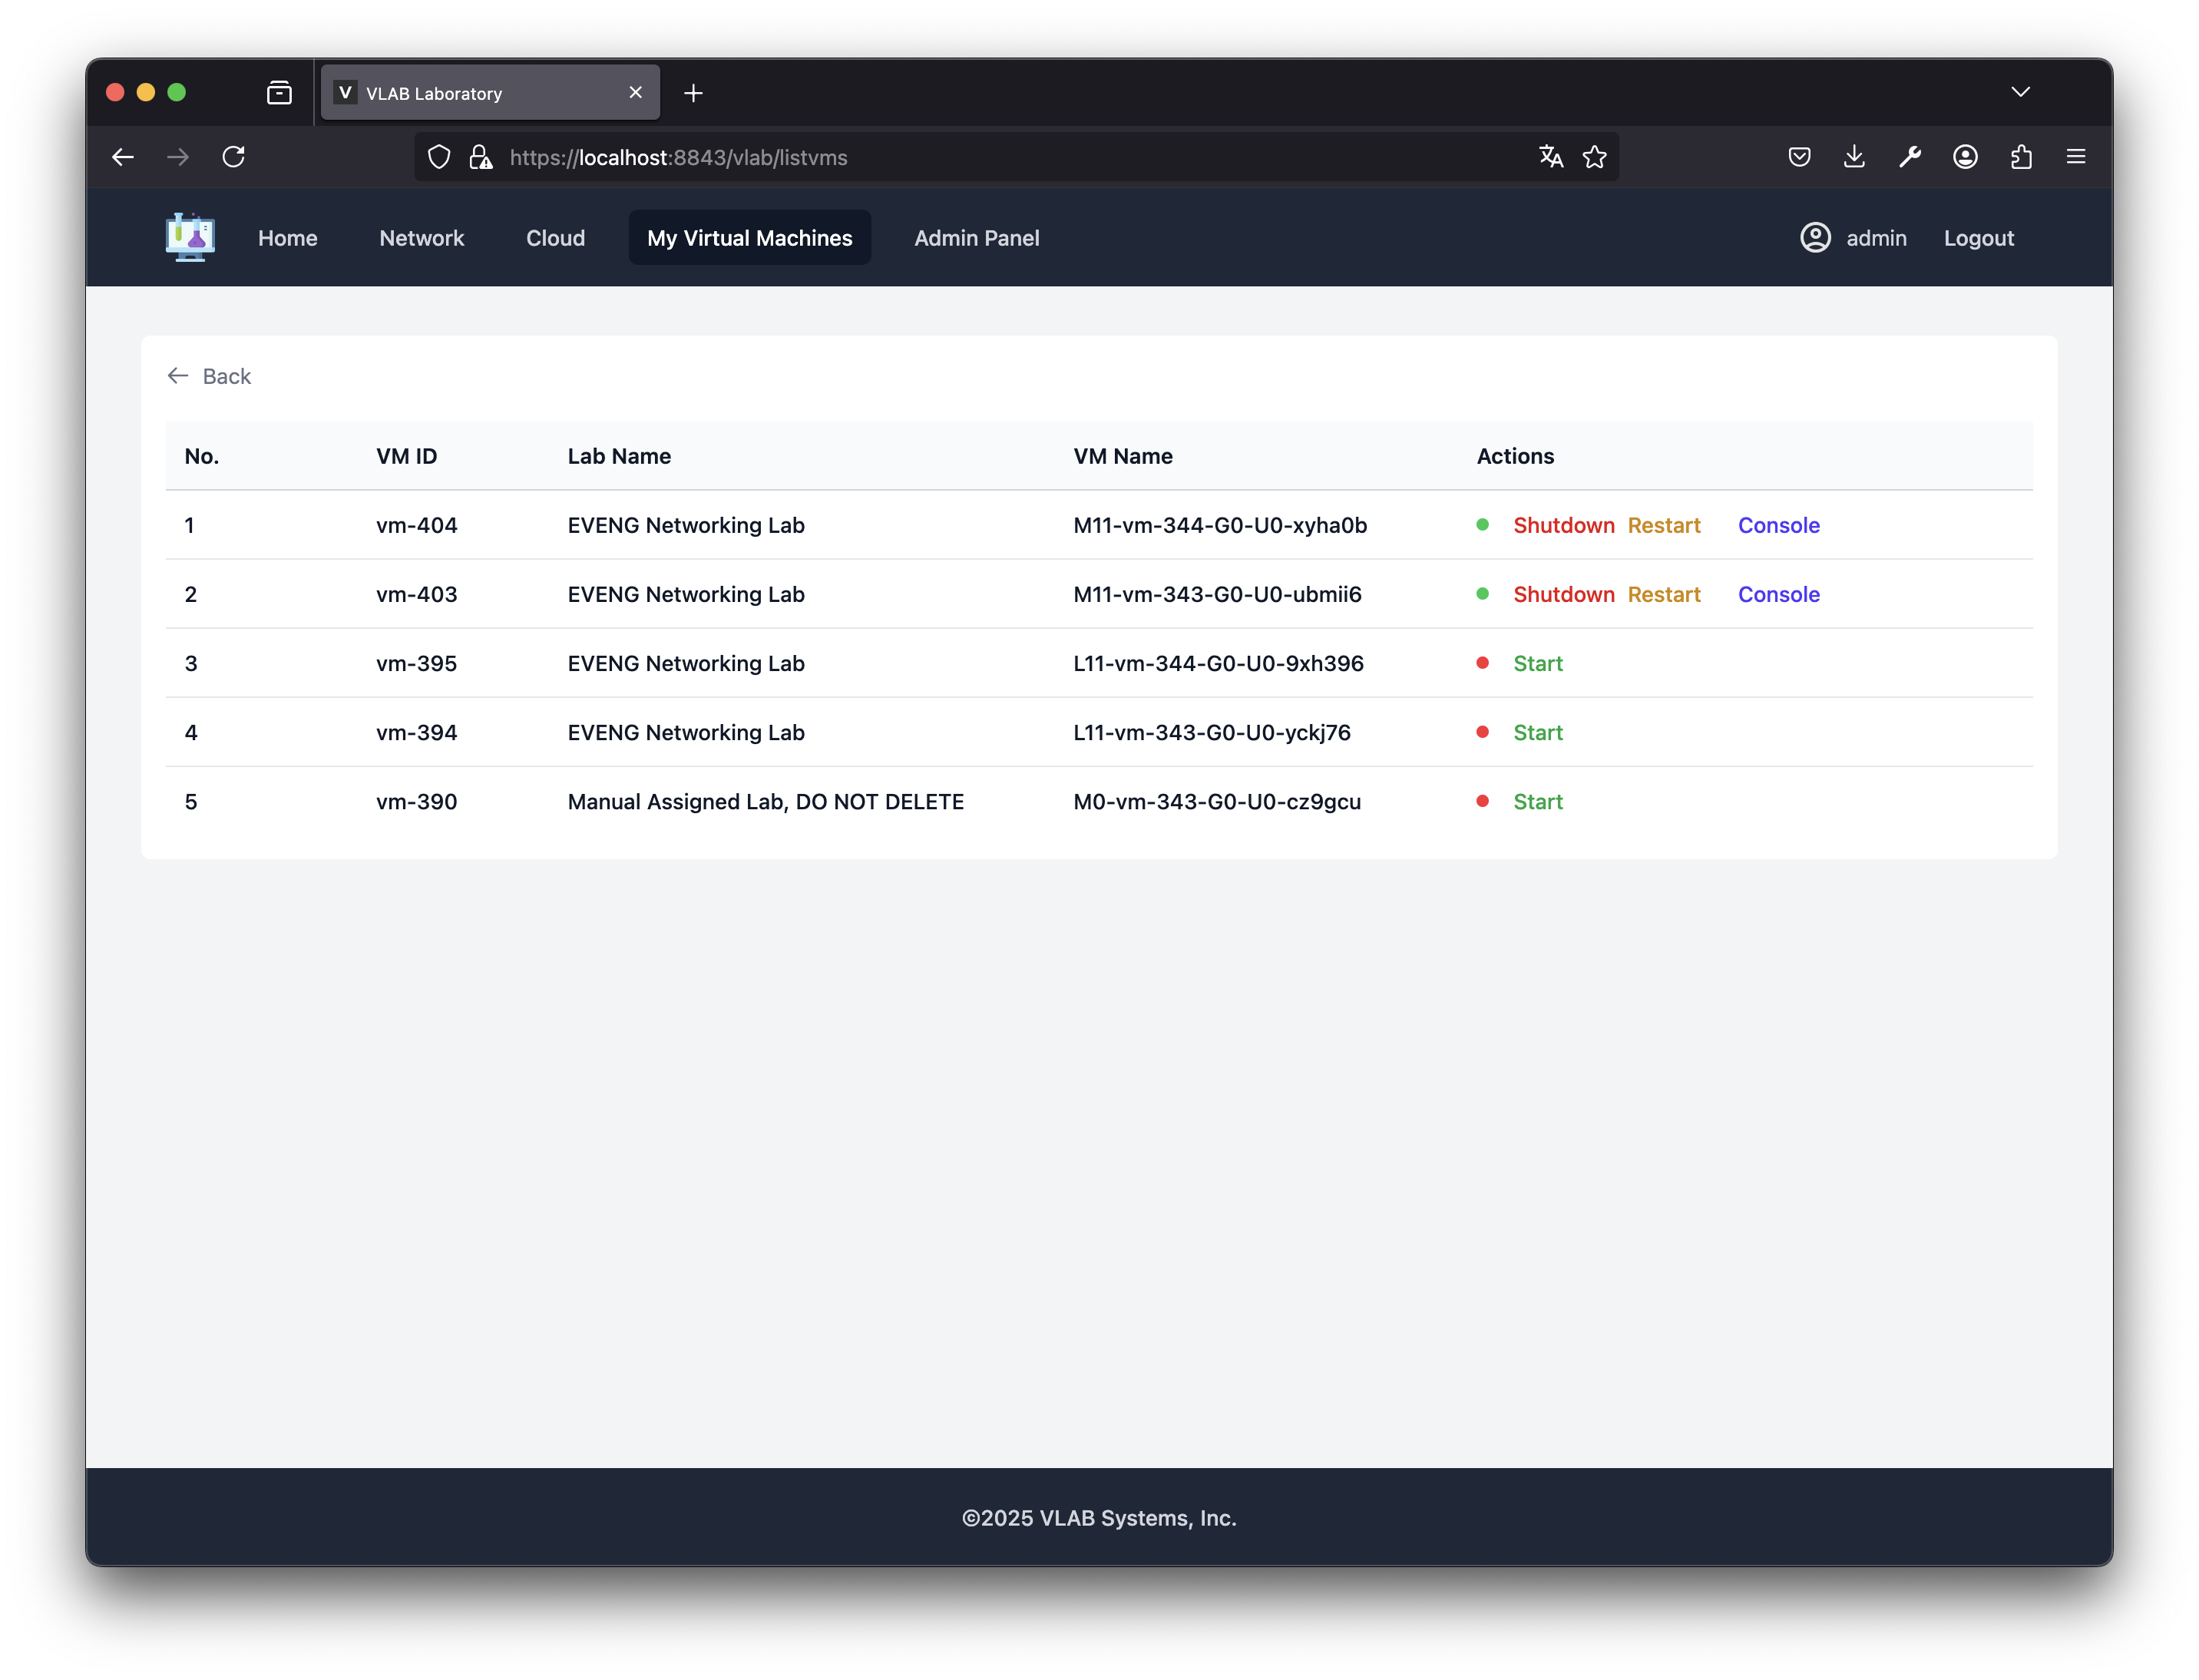 V VLAB Laboratory
https://localhost:8843/vlab/listvms
Home Network Cloud My Virtual Machines Admin Panel admin Logout
Back
No. VM ID Lab Name VM Name Actions
1 vm-404 EVENG Networking Lab M11-vm-344-G0-U0-xyha0b Shutdown Restart Console
2 vm-403 EVENG Networking Lab M11-vm-343-G0-U0-ubmii6 Shutdown Restart Console
3 vm-395 EVENG Networking Lab L11-vm-344-G0-U0-9xh396 Start
4 vm-394 EVENG Networking Lab L11-vm-343-G0-U0-yckj76 Start
5 vm-390 Manual Assigned Lab, DO NOT DELETE M0-vm-343-G0-U0-cz9gcu Start
©2025 VLAB Systems, Inc.